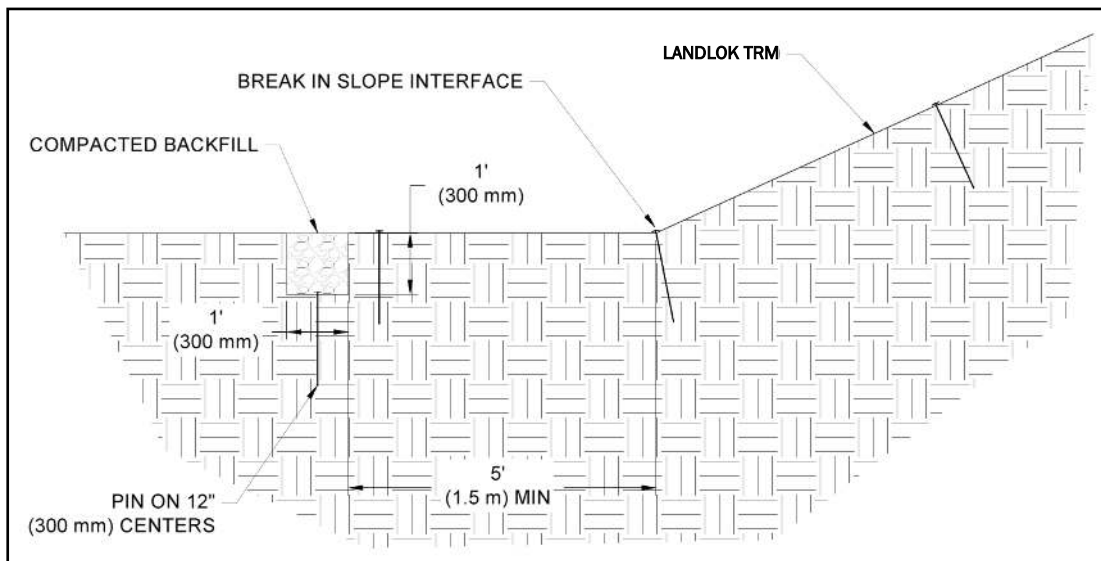 LANDLOK TRM
BREAK IN SLOPE INTERFACE
COMPACTED BACKFILL
1'
(300 mm)
1'
(300 mm)
5'
(1.5 m) MIN
PIN ON 12"
(300 mm) CENTERS